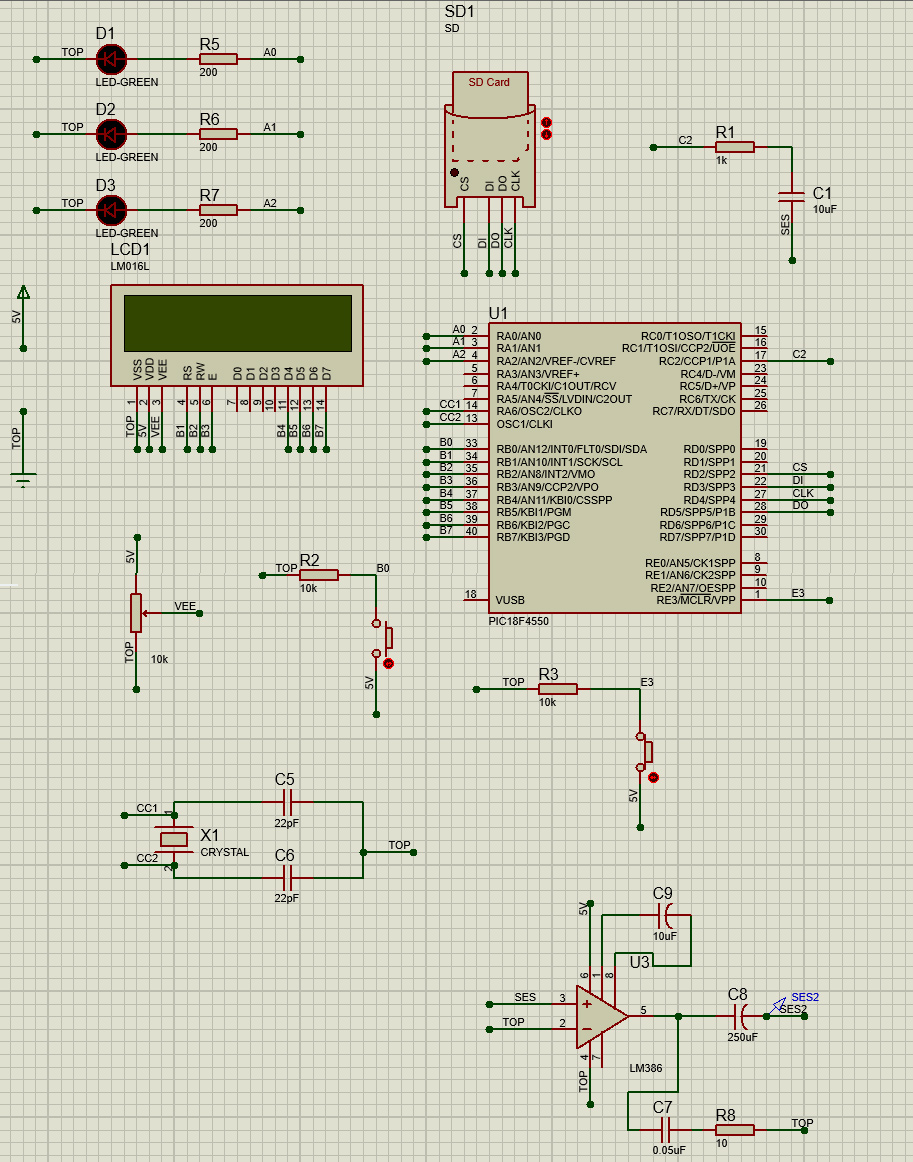 SD1
SD
D1
TOP
LED-GREEN
R5
200
A0
D2
TOP
LED-GREEN
R6
200
A1
D3
TOP
LED-GREEN
R7
200
A2
SD Card
CS
DI
DO
CLK
CS
DI
DO
CLK
C2
R1
1k
C1
10uF
SES
LCD1
LM016L
5V
TOP
VSS
VDD
VEE
RS
RW
E
D0
D1
D2
D3
D4
D5
D6
D7
1
2
3
4
5
6
7
8
9
10
11
12
13
14
TOP
5V
VEE
B1
B2
B3
B4
B5
B6
B7
U1
A0 2 RA0/AN0
A1 3 RA1/AN1
A2 4 RA2/AN2/VREF-/CVREF
5 RA3/AN3/VREF+
6 RA4/T0CKI/C1OUT/RCV
7 RA5/AN4/SS/LVDIN/C2OUT
CC1 14 RA6/OSC2/CLKO
CC2 13 OSC1/CLKI
B0 33 RB0/AN12/INT0/FLT0/SDI/SDA
B1 34 RB1/AN10/INT1/SCK/SCL
B2 35 RB2/AN8/INT2/VMO
B3 36 RB3/AN9/CCP2/VPO
B4 37 RB4/AN11/KBI0/CSSPP
B5 38 RB5/KBI1/PGM
B6 39 RB6/KBI2/PGC
B7 40 RB7/KBI3/PGD
18 VUSB
RC0/T1OSO/T1CKI 15
RC1/T1OSI/CCP2/UOE 16
RC2/CCP1/P1A 17 C2
RC4/D-/VM 23
RC5/D+/VP 24
RC6/TX/CK 25
RC7/RX/DT/SDO 26
RD0/SPP0 19
RD1/SPP1 20
RD2/SPP2 21 CS
RD3/SPP3 22 DI
RD4/SPP4 27 CLK
RD5/SPP5/P1B 28 DO
RD6/SPP6/P1C 29
RD7/SPP7/P1D 30
RE0/AN5/CK1SPP 8
RE1/AN6/CK2SPP 9
RE2/AN7/OESPP 10
RE3/MCLR/VPP 1 E3
PIC18F4550
5V
VEE
TOP
10k
TOP
R2
10k
B0
5V
TOP
R3
10k
E3
5V
CC1
1
X1
CRYSTAL
CC2
2
C5
22pF
C6
22pF
TOP
C9
10uF
5V
6
1
8
U3
SES 3
TOP 2
5
4
7
TOP
LM386
C8
250uF
SES2
SES2
C7
0.05uF
R8
10
TOP